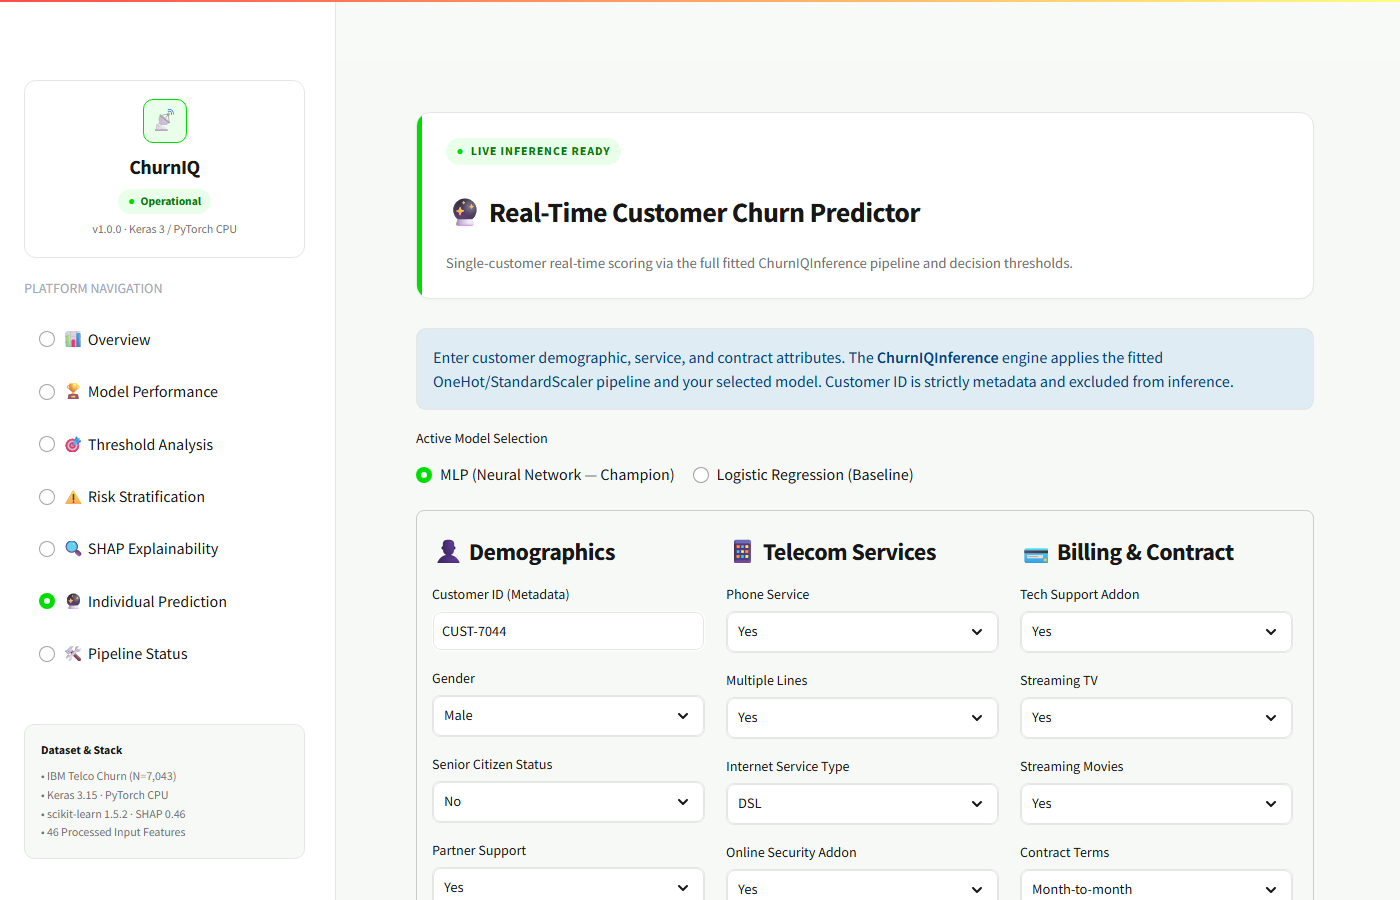 ChurnIQ
Operational
v1.0.0 · Keras 3 / PyTorch CPU
PLATFORM NAVIGATION
Overview
Model Performance
Threshold Analysis
Risk Stratification
SHAP Explainability
Individual Prediction
Pipeline Status
Dataset & Stack
• IBM Telco Churn (N=7,043)
• Keras 3.15 · PyTorch CPU
• scikit-learn 1.5.2 · SHAP 0.46
• 46 Processed Input Features
LIVE INFERENCE READY
Real-Time Customer Churn Predictor
Single-customer real-time scoring via the full fitted ChurnIQInference pipeline and decision thresholds.
Enter customer demographic, service, and contract attributes. The ChurnIQInference engine applies the fitted
OneHot/StandardScaler pipeline and your selected model. Customer ID is strictly metadata and excluded from inference.
Active Model Selection
MLP (Neural Network — Champion)
Logistic Regression (Baseline)
Demographics
Customer ID (Metadata)
CUST-7044
Gender
Male
Senior Citizen Status
No
Partner Support
Yes
Telecom Services
Phone Service
Yes
Multiple Lines
Yes
Internet Service Type
DSL
Online Security Addon
Yes
Billing & Contract
Tech Support Addon
Yes
Streaming TV
Yes
Streaming Movies
Yes
Contract Terms
Month-to-month